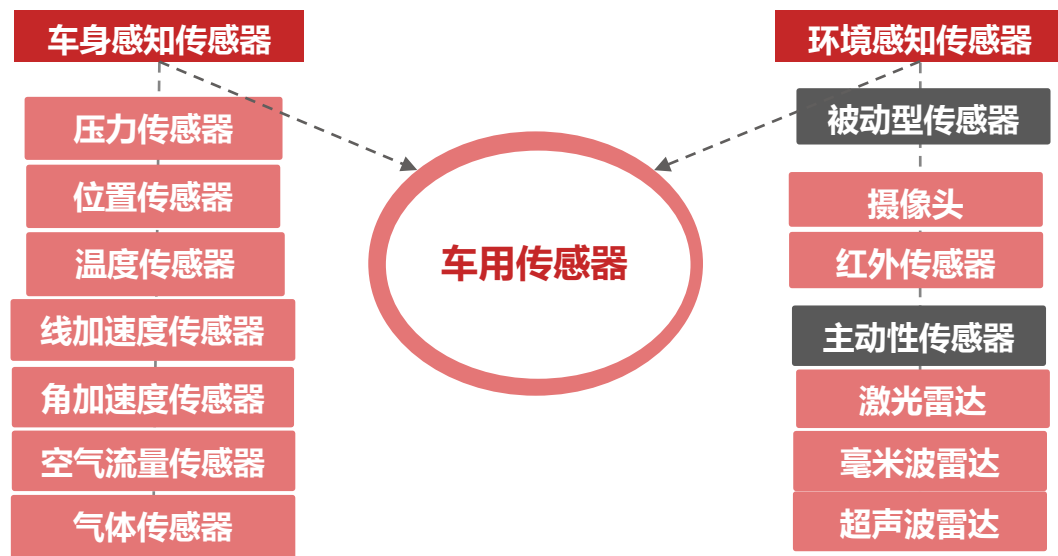 车身感知传感器
压力传感器
位置传感器
温度传感器
线加速度传感器
角加速度传感器
空气流量传感器
气体传感器
车用传感器
环境感知传感器
被动型传感器
摄像头
红外传感器
主动性传感器
激光雷达
毫米波雷达
超声波雷达